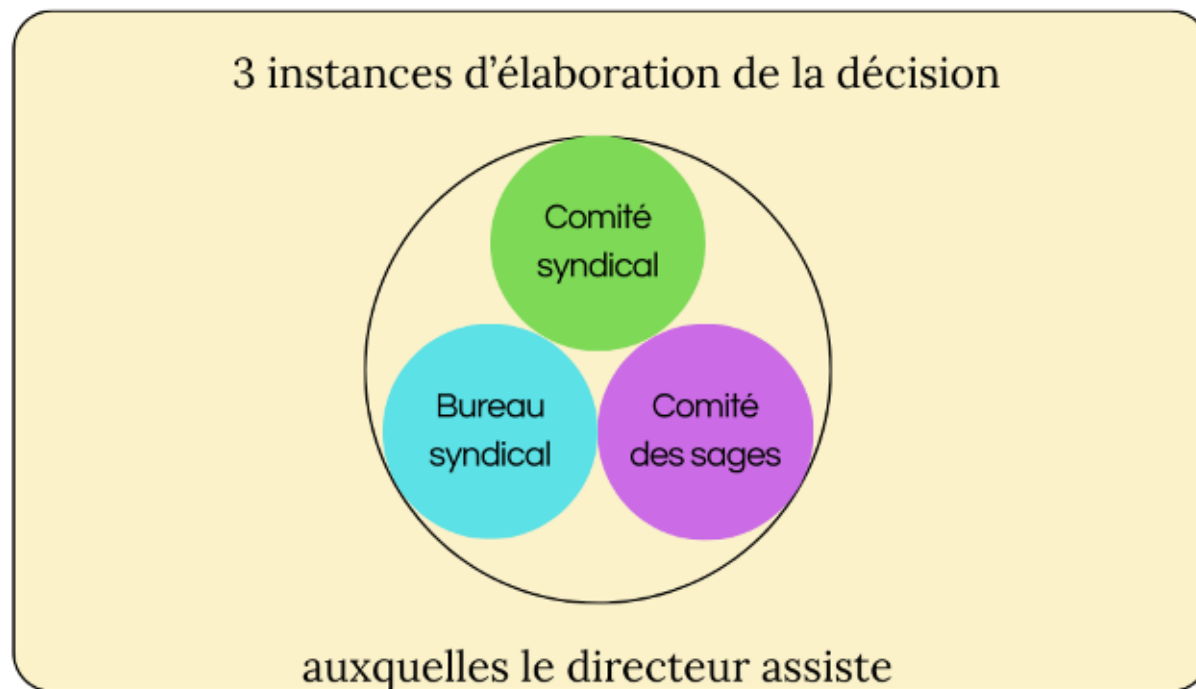 3 instances d’élaboration de la décision
Comité
syndical
Bureau
syndical
Comité
des sages
auxquelles le directeur assiste